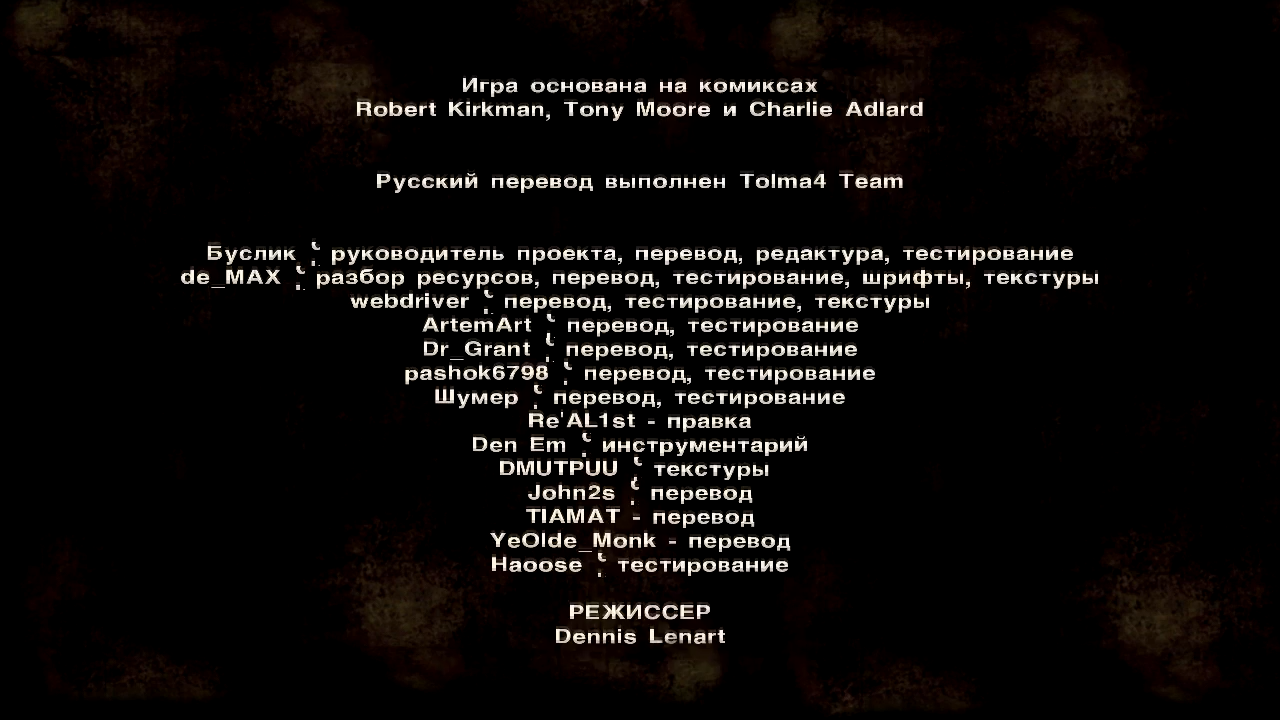 Игра основана на комиксах
Robert Kirkman, Tony Moore и Charlie Adlard
Русский перевод выполнен Tolma4 Team
Буслик - руководитель проекта, перевод, редактура, тестирование
de_MAX - разбор ресурсов, перевод, тестирование, шрифты, текстуры
webdriver - перевод, тестирование, текстуры
ArtemArt - перевод, тестирование
Dr_Grant - перевод, тестирование
pashok6798 - перевод, тестирование
Шумер - перевод, тестирование
Re'AL1st - правка
Den Em - инструментарий
DMUTPUU - текстуры
John2s - перевод
TIAMAT - перевод
YeOlde_Monk - перевод
Haoose - тестирование
РЕЖИССЕР
Dennis Lenart